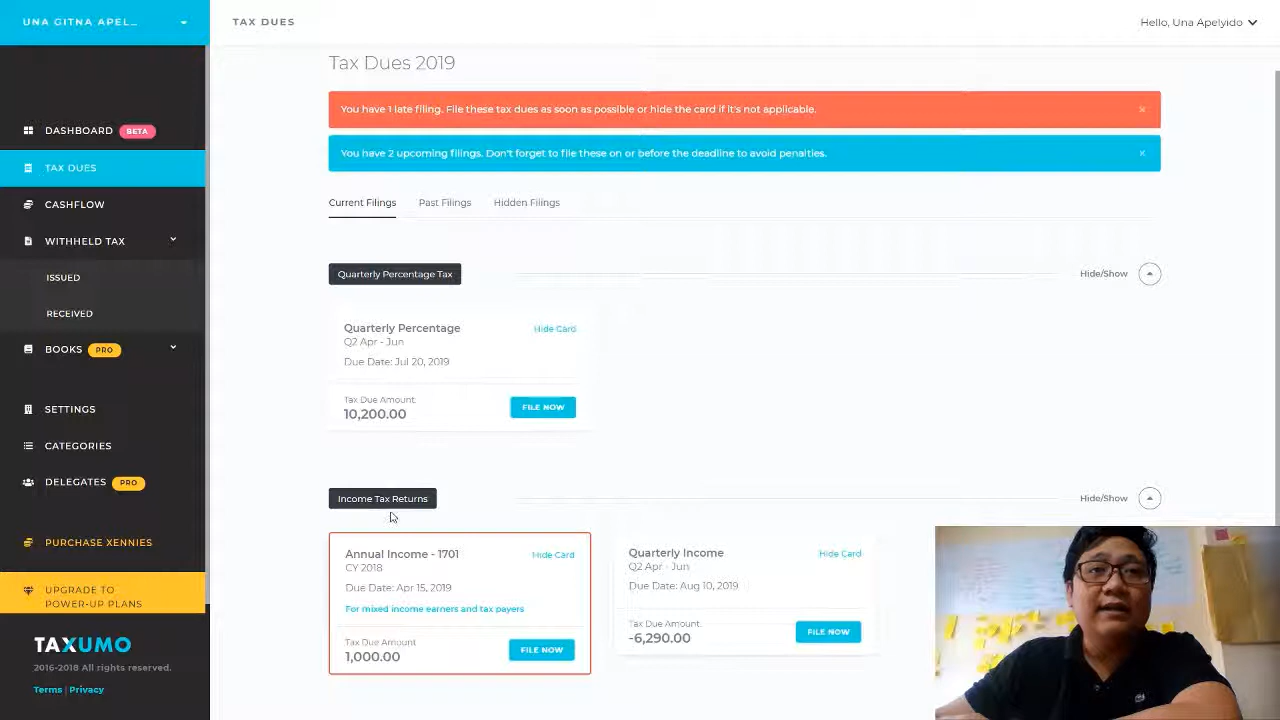 UNA GITNA APEL...
TAX DUES
Hello, Una Apelyido
DASHBOARD BETA
TAX DUES
CASHFLOW
WITHHELD TAX
ISSUED
RECEIVED
BOOKS PRO
SETTINGS
CATEGORIES
DELEGATES PRO
PURCHASE XENNIES
UPGRADE TO
POWER-UP PLANS
TAXUMO
2016-2018 All rights reserved.
Terms | Privacy
Tax Dues 2019
You have 1 late filing. File these tax dues as soon as possible or hide the card if it's not applicable.
×
You have 2 upcoming filings. Don't forget to file these on or before the deadline to avoid penalties.
×
Current Filings Past Filings Hidden Filings
Quarterly Percentage Tax
Hide/Show
Quarterly Percentage
Hide Card
Q2 Apr - Jun
Due Date: Jul 20, 2019
Tax Due Amount:
10,200.00
FILE NOW
Income Tax Returns
Hide/Show
Annual Income - 1701
Hide Card
CY 2018
Due Date: Apr 15, 2019
For mixed income earners and tax payers
Tax Due Amount
1,000.00
FILE NOW
Quarterly Income
Hide Card
Q2 Apr - Jun
Due Date: Aug 10, 2019
Tax Due Amount:
-6,290.00
FILE NOW